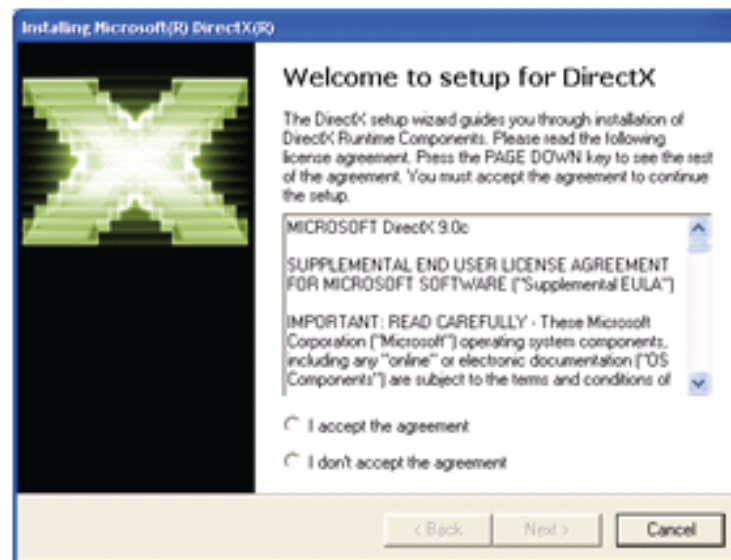 Installing Microsoft(R) DirectX(R)
Welcome to setup for DirectX
The DirectX setup wizard guides you through installation of
DirectX Runtime Components. Please read the following
license agreement. Press the PAGE DOWN key to see the rest
of the agreement. You must accept the agreement to continue
the setup.
MICROSOFT DirectX 9.0c
SUPPLEMENTAL END USER LICENSE AGREEMENT
FOR MICROSOFT SOFTWARE ("Supplemental EULA")
IMPORTANT: READ CAREFULLY - These Microsoft
Corporation ("Microsoft") operating system components,
including any "online" or electronic documentation ("OS
Components") are subject to the terms and conditions of
I accept the agreement
I don't accept the agreement
< Back Next > Cancel